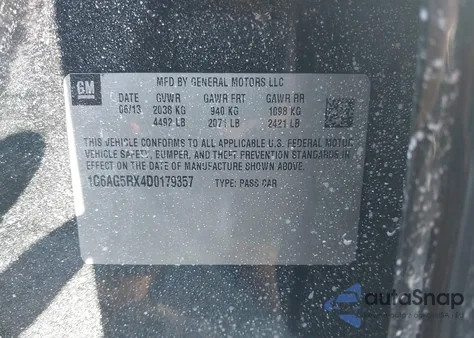 GM
MFD BY GENERAL MOTORS LLC
DATE GVWR GAWR FRT GAWR RR
06/13 2038 KG 940 KG 1098 KG
4492 LB 2071 LB 2421 LB
THIS VEHICLE CONFORMS TO ALL APPLICABLE U.S. FEDERAL MOTOR
VEHICLE SAFETY, BUMPER, AND THEFT PREVENTION STANDARDS IN
EFFECT ON THE DATE OF MANUFACTURE SHOWN ABOVE.
1G6AG5RX4D0179357 TYPE: PASS CAR
autoSnap